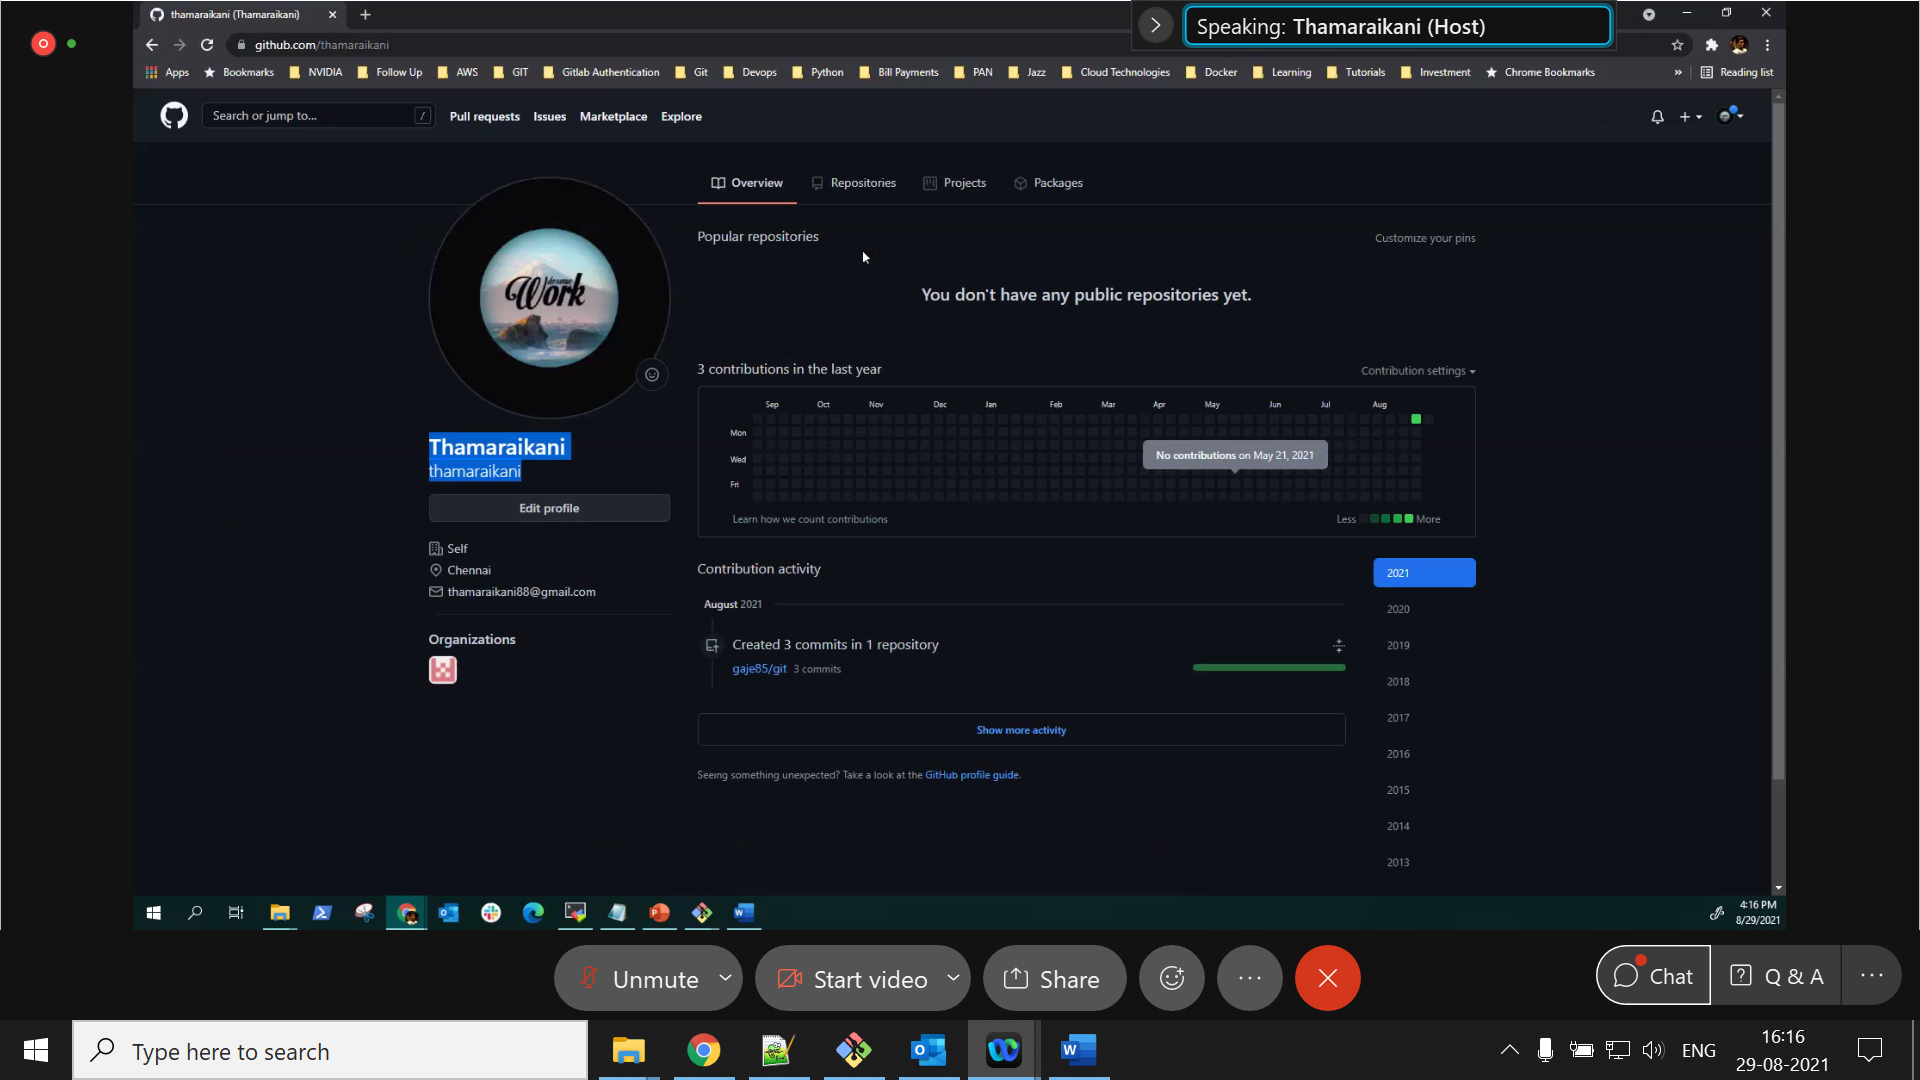 thamaraikani (Thamaraikani)
Speaking: Thamaraikani (Host)
github.com/thamaraikani
Apps Bookmarks NVIDIA Follow Up AWS GIT Gitlab Authentication Git Devops Python Bill Payments PAN Jazz Cloud Technologies Docker Learning Tutorials Investment Chrome Bookmarks » Reading list
Search or jump to... / Pull requests Issues Marketplace Explore
Overview Repositories Projects Packages
Popular repositories Customize your pins
You don't have any public repositories yet.
do some
Work
3 contributions in the last year Contribution settings
Sep Oct Nov Dec Jan Feb Mar Apr May Jun Jul Aug
Mon
Wed
Fri
No contributions on May 21, 2021
Learn how we count contributions Less More
Thamaraikani
thamaraikani
Edit profile
Self
Chennai
thamaraikani88@gmail.com
Organizations
Contribution activity
August 2021
Created 3 commits in 1 repository
gaje85/git 3 commits
Show more activity
Seeing something unexpected? Take a look at the GitHub profile guide.
2021
2020
2019
2018
2017
2016
2015
2014
2013
4:16 PM
8/29/2021
Unmute Start video Share Chat Q & A
Type here to search
ENG
16:16
29-08-2021